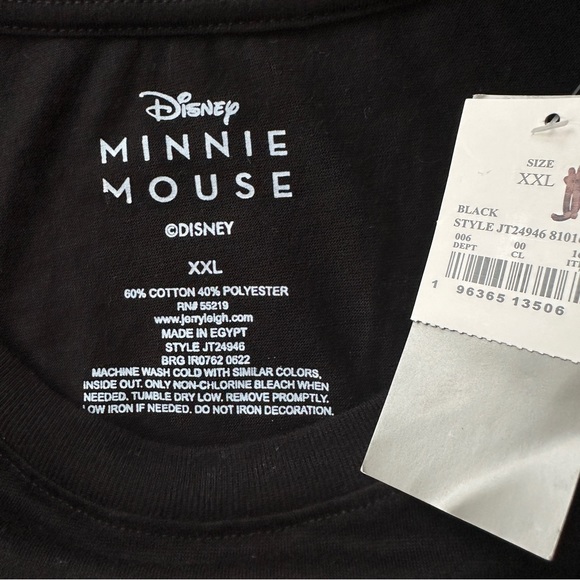 Disney
MINNIE
MOUSE
©DISNEY
XXL
60% COTTON 40% POLYESTER
RN# 55219
www.jerryleigh.com
MADE IN EGYPT
STYLE JT24946
BRG IR0762 0622
MACHINE WASH COLD WITH SIMILAR COLORS,
INSIDE OUT. ONLY NON-CHLORINE BLEACH WHEN
NEEDED. TUMBLE DRY LOW. REMOVE PROMPTLY.
LOW IRON IF NEEDED. DO NOT IRON DECORATION.
SIZE
XXL
BLACK
STYLE JT24946
006 00
DEPT CL
1 96365 13506